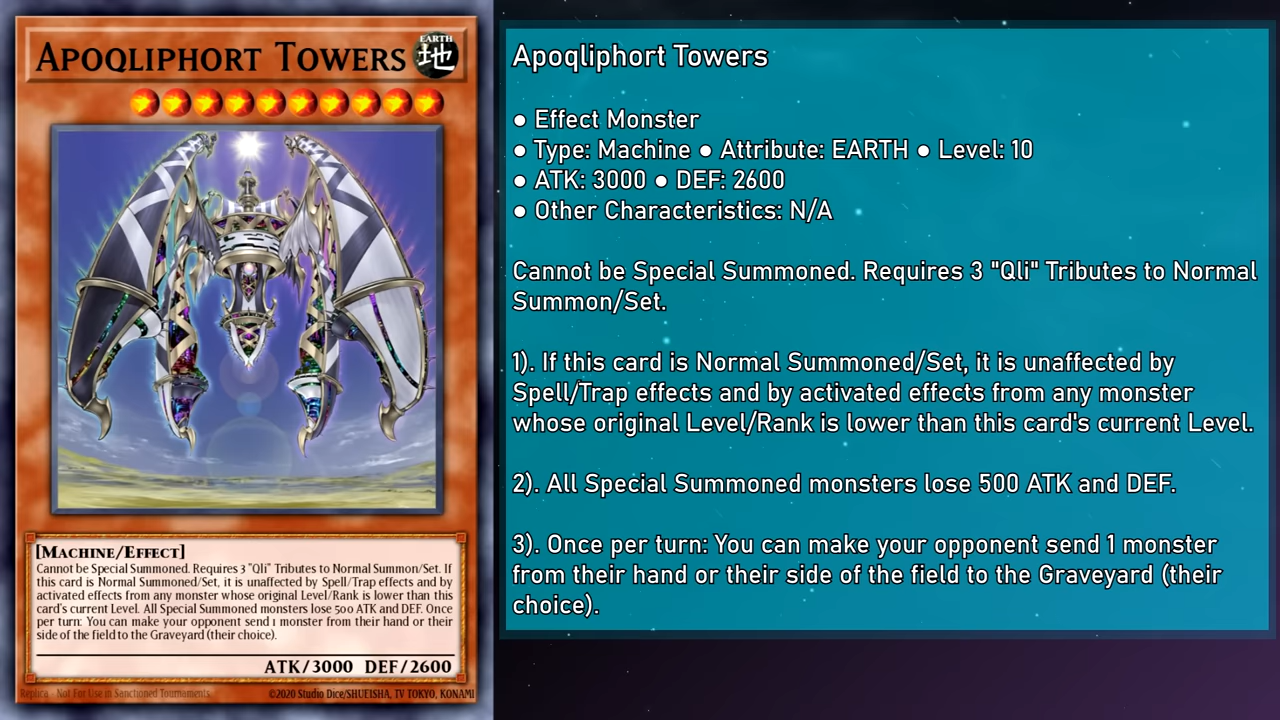 APOQLIPHORT TOWERS
EARTH
地
[MACHINE/EFFECT]
Cannot be Special Summoned. Requires 3 "Qli" Tributes to Normal Summon/Set. If
this card is Normal Summoned/Set, it is unaffected by Spell/Trap effects and by
activated effects from any monster whose original Level/Rank is lower than this
card's current Level. All Special Summoned monsters lose 500 ATK and DEF. Once
per turn: You can make your opponent send 1 monster from their hand or their
side of the field to the Graveyard (their choice).
ATK/3000 DEF/2600
Replica - Not For Use in Sanctioned Tournaments
©2020 Studio Dice/SHUEISHA, TV TOKYO, KONAMI
Apoqliphort Towers
● Effect Monster
● Type: Machine ● Attribute: EARTH ● Level: 10
● ATK: 3000 ● DEF: 2600
● Other Characteristics: N/A
Cannot be Special Summoned. Requires 3 "Qli" Tributes to Normal
Summon/Set.
1). If this card is Normal Summoned/Set, it is unaffected by
Spell/Trap effects and by activated effects from any monster
whose original Level/Rank is lower than this card's current Level.
2). All Special Summoned monsters lose 500 ATK and DEF.
3). Once per turn: You can make your opponent send 1 monster
from their hand or their side of the field to the Graveyard (their
choice).